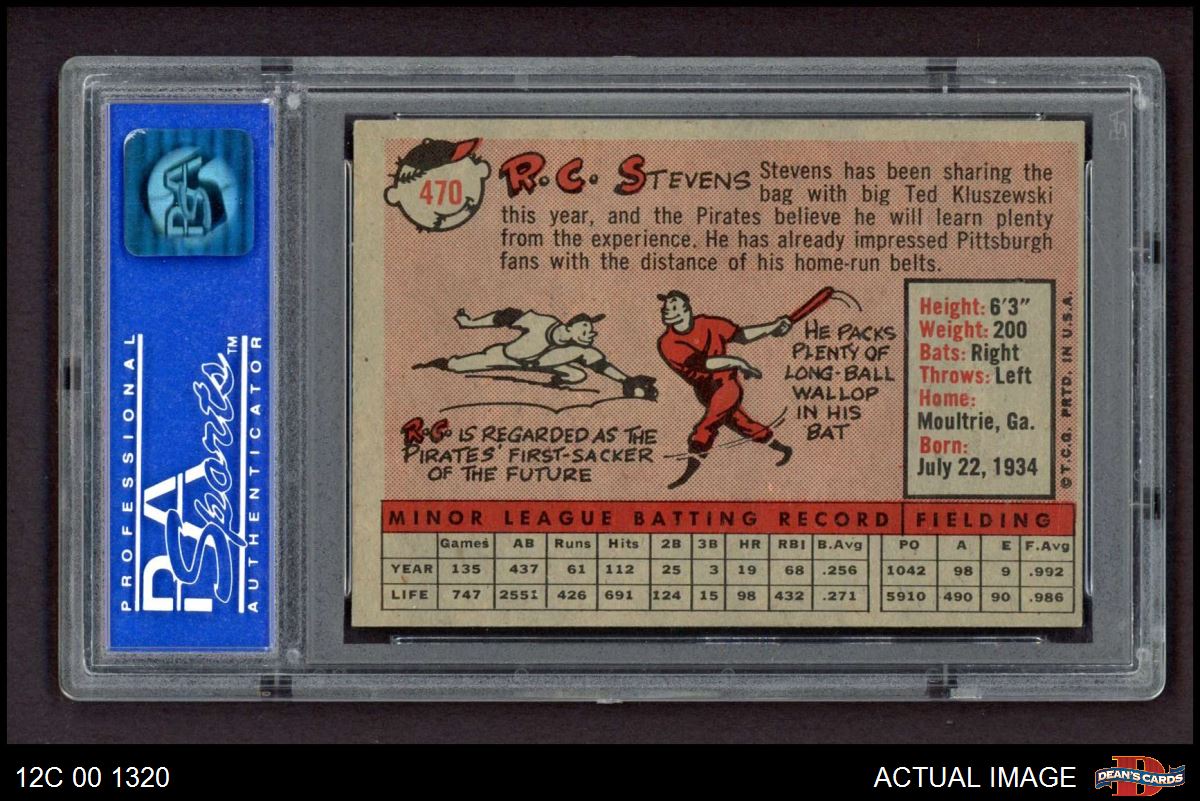 470
R. C. STEVENS
Stevens has been sharing the
bag with big Ted Kluszewski
this year, and the Pirates believe he will learn plenty
from the experience. He has already impressed Pittsburgh
fans with the distance of his home-run belts.
HE PACKS
PLENTY OF
LONG-BALL
WALLOP
IN HIS
BAT
R.C. IS REGARDED AS THE
PIRATES' FIRST-SACKER
OF THE FUTURE
Height: 6'3"
Weight: 200
Bats: Right
Throws: Left
Home:
Moultrie, Ga.
Born:
July 22, 1934
© T.C.G. PRTD. IN U.S.A.
MINOR LEAGUE BATTING RECORD FIELDING
Games AB Runs Hits 2B 3B HR RBI B.Avg PO A E F.Avg
YEAR 135 437 61 112 25 3 19 68 .256 1042 98 9 .992
LIFE 747 2551 426 691 124 15 98 432 .271 5910 490 90 .986
PSA
PROFESSIONAL
PSA
Sports™
AUTHENTICATOR
12C 00 1320
ACTUAL IMAGE
DEAN'S CARDS